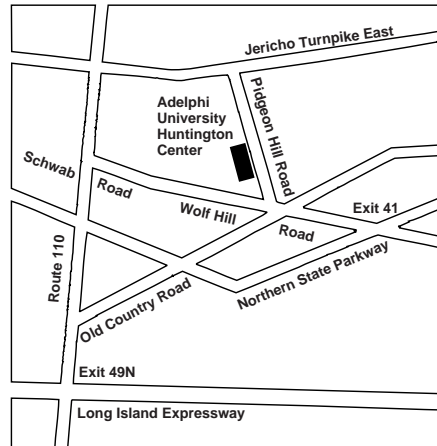 Jericho Turnpike East
Adelphi
University
Huntington
Center
Pidgeon Hill Road
Schwab
Road
Wolf Hill
Road
Exit 41
Route 110
Old Country Road
Northern State Parkway
Exit 49N
Long Island Expressway